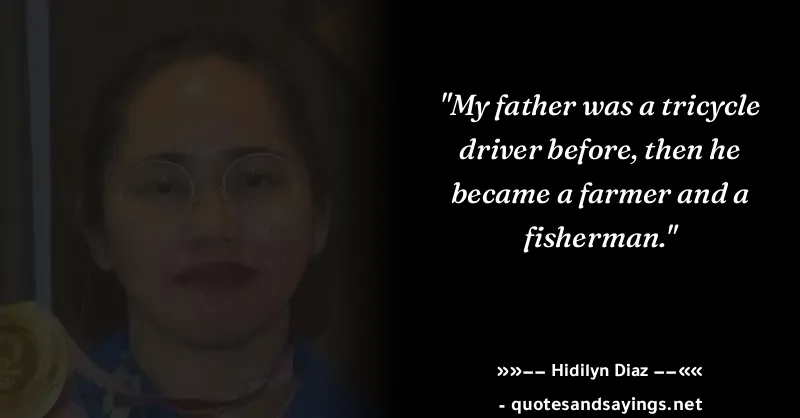 "My father was a tricycle
driver before, then he
became a farmer and a
fisherman."
»»−− Hidilyn Diaz −−««
- quotesandsayings.net